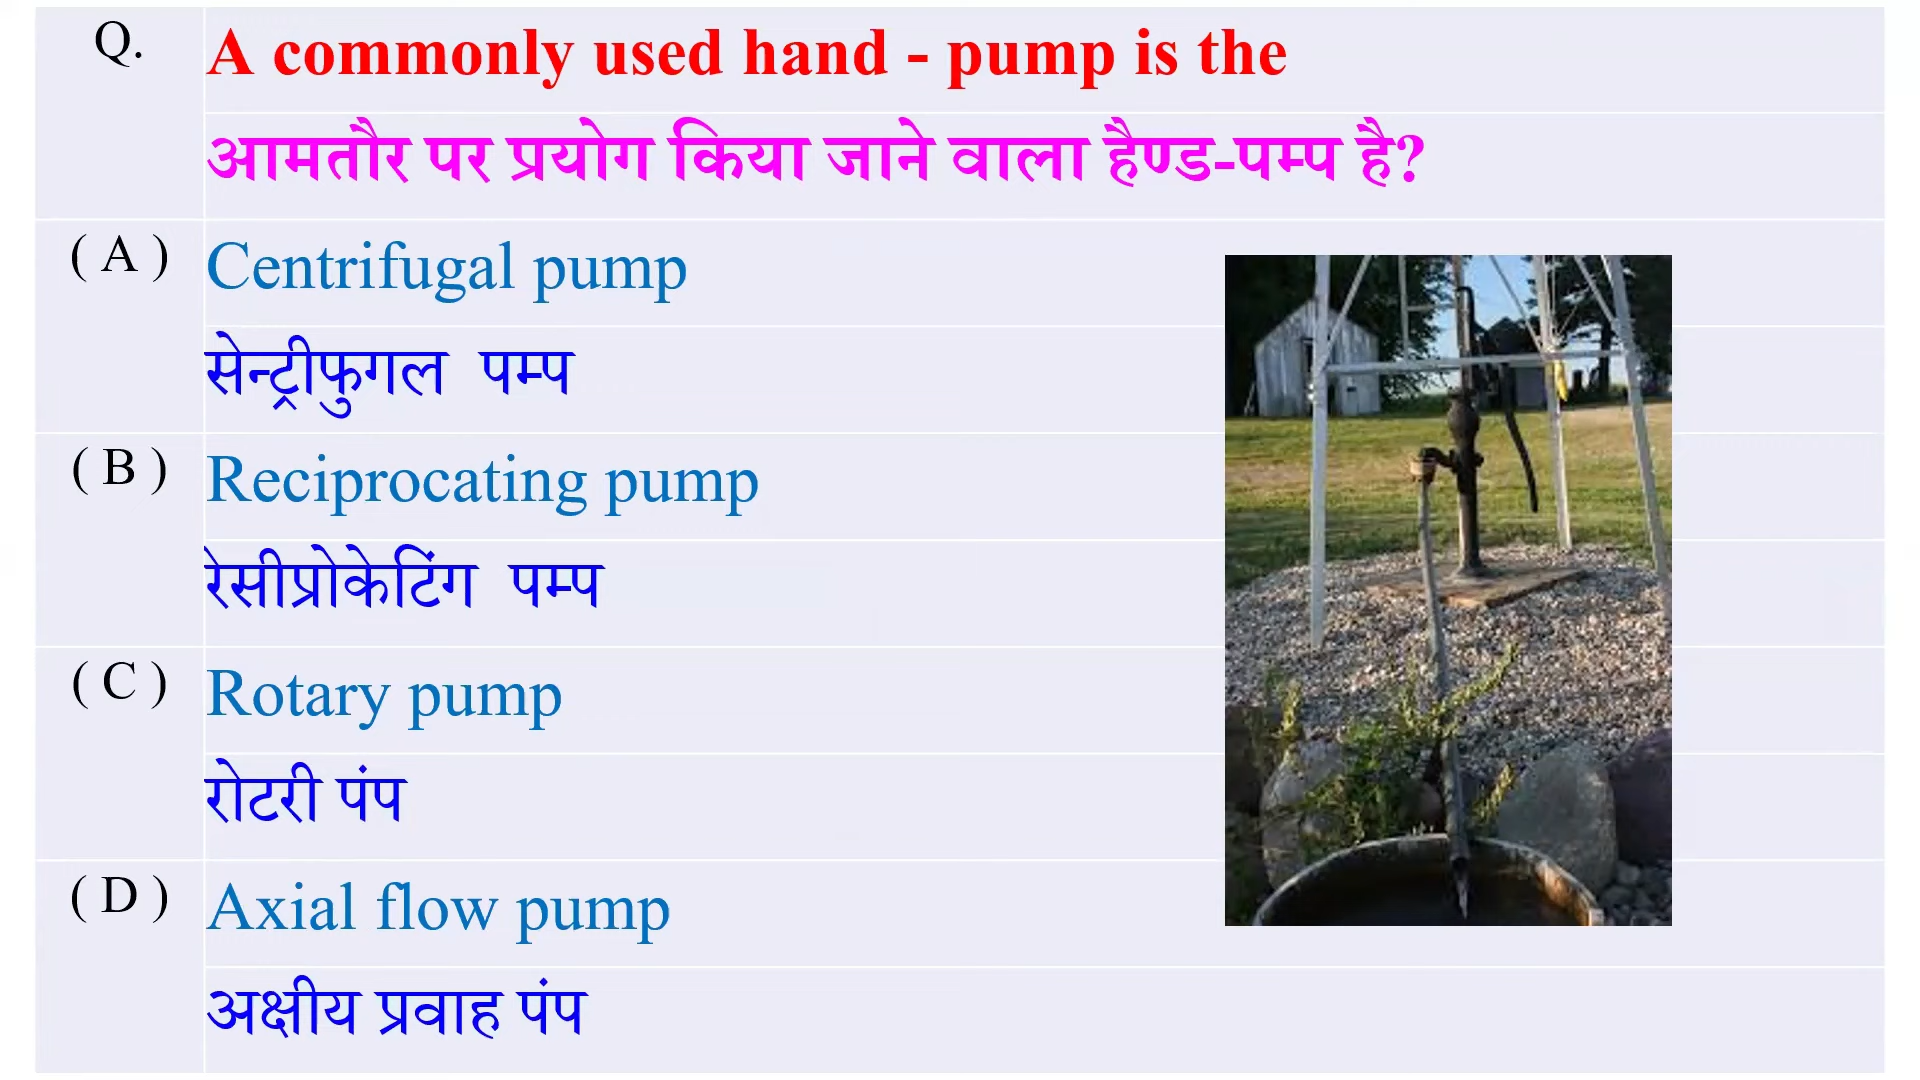 Q. A commonly used hand - pump is the
आमतौर पर प्रयोग किया जाने वाला हैण्ड-पम्प है?
( A ) Centrifugal pump
सेन्ट्रीफुगल पम्प
( B ) Reciprocating pump
रेसीप्रोकेटिंग पम्प
( C ) Rotary pump
रोटरी पंप
( D ) Axial flow pump
अक्षीय प्रवाह पंप